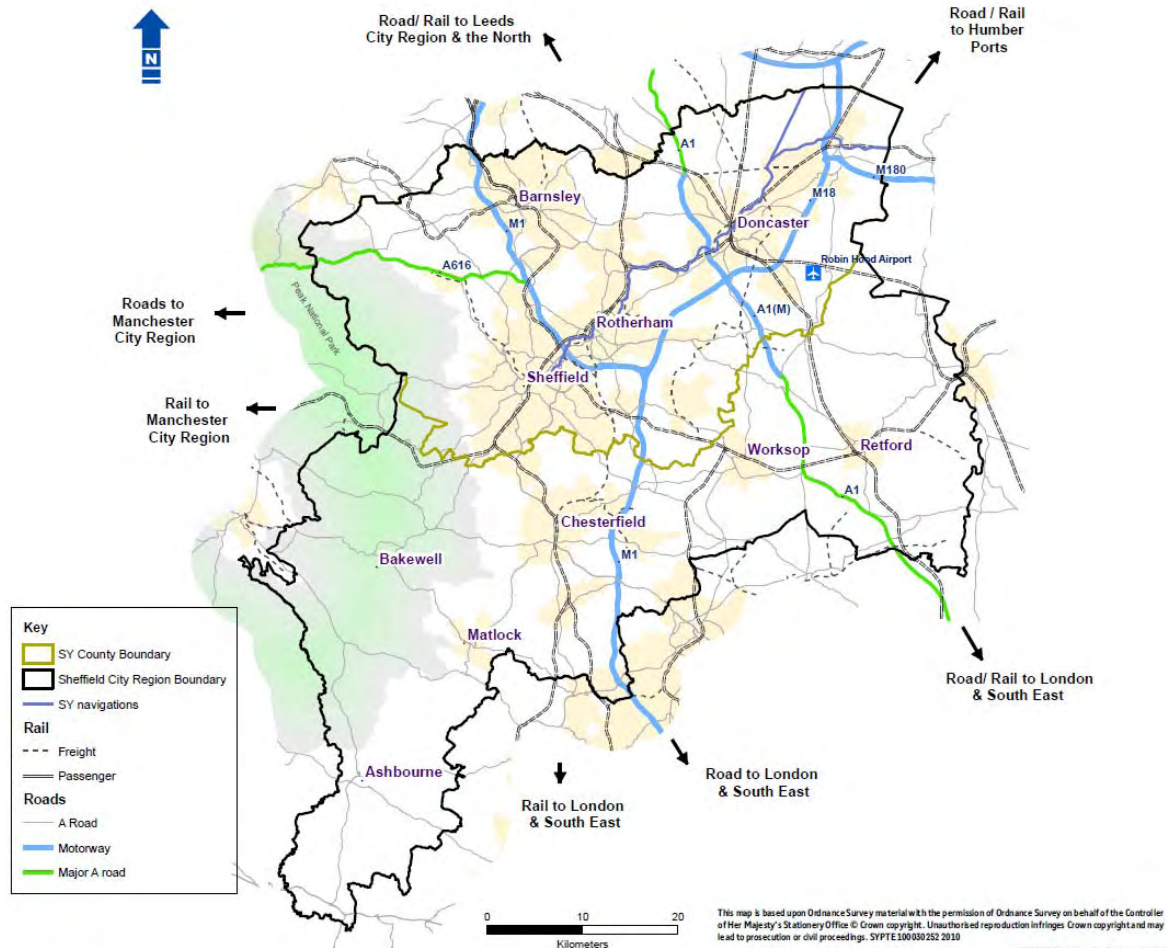 N
Road/ Rail to Leeds
City Region & the North
Road / Rail
to Humber
Ports
A1
M180
M18
Barnsley
Doncaster
M1
Robin Hood Airport
A616
Roads to
Manchester
City Region
Peak National Park
A1(M)
Rotherham
Sheffield
Rail to
Manchester
City Region
Worksop
Retford
A1
Chesterfield
M1
Bakewell
Matlock
Key
SY County Boundary
Sheffield City Region Boundary
SY navigations
Rail
Freight
Passenger
Roads
A Road
Motorway
Major A road
Road/ Rail to London
& South East
Ashbourne
Road to London
& South East
Rail to London
& South East
0 10 20
Kilometers
This map is based upon Ordnance Survey material with the permission of Ordnance Survey on behalf of the Controller
of Her Majesty's Stationery Office © Crown copyright. Unauthorised reproduction infringes Crown copyright and may
lead to prosecution or civil proceedings. SYPTE 100030252 2010